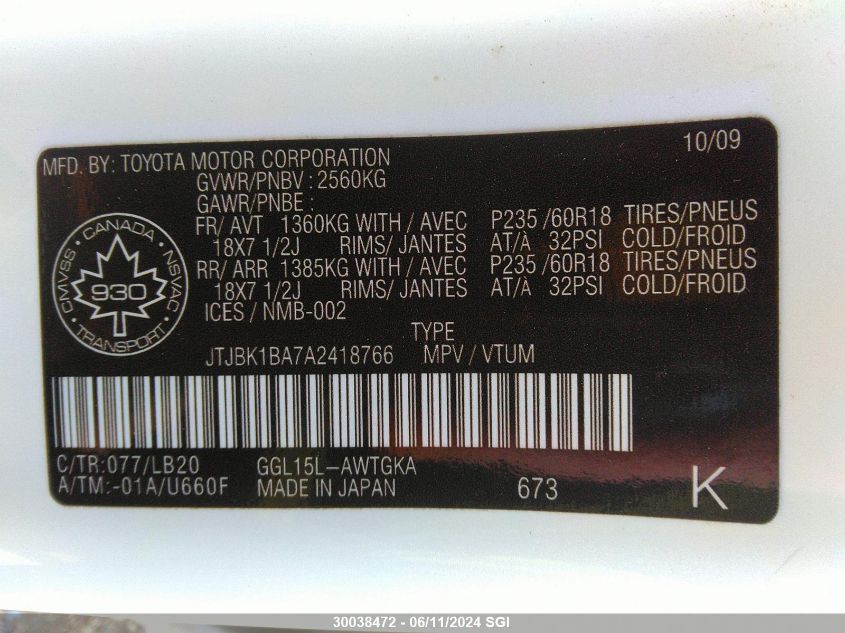 10/09
MFD. BY: TOYOTA MOTOR CORPORATION
GVWR/PNBV : 2560KG
GAWR/PNBE :
FR/ AVT 1360KG WITH / AVEC P235 /60R18 TIRES/PNEUS
18X7 1/2J RIMS/ JANTES AT/À 32PSI COLD/FROID
RR/ ARR 1385KG WITH / AVEC P235 /60R18 TIRES/PNEUS
18X7 1/2J RIMS/ JANTES AT/À 32PSI COLD/FROID
ICES / NMB-002
CANADA
CMVSS 930 NSVAC
TRANSPORT
TYPE
JTJBK1BA7A2418766 MPV / VTUM
C/TR:077/LB20 GGL15L-AWTGKA
A/TM:-01A/U660F MADE IN JAPAN 673 K
30038472 - 06/11/2024 SGI